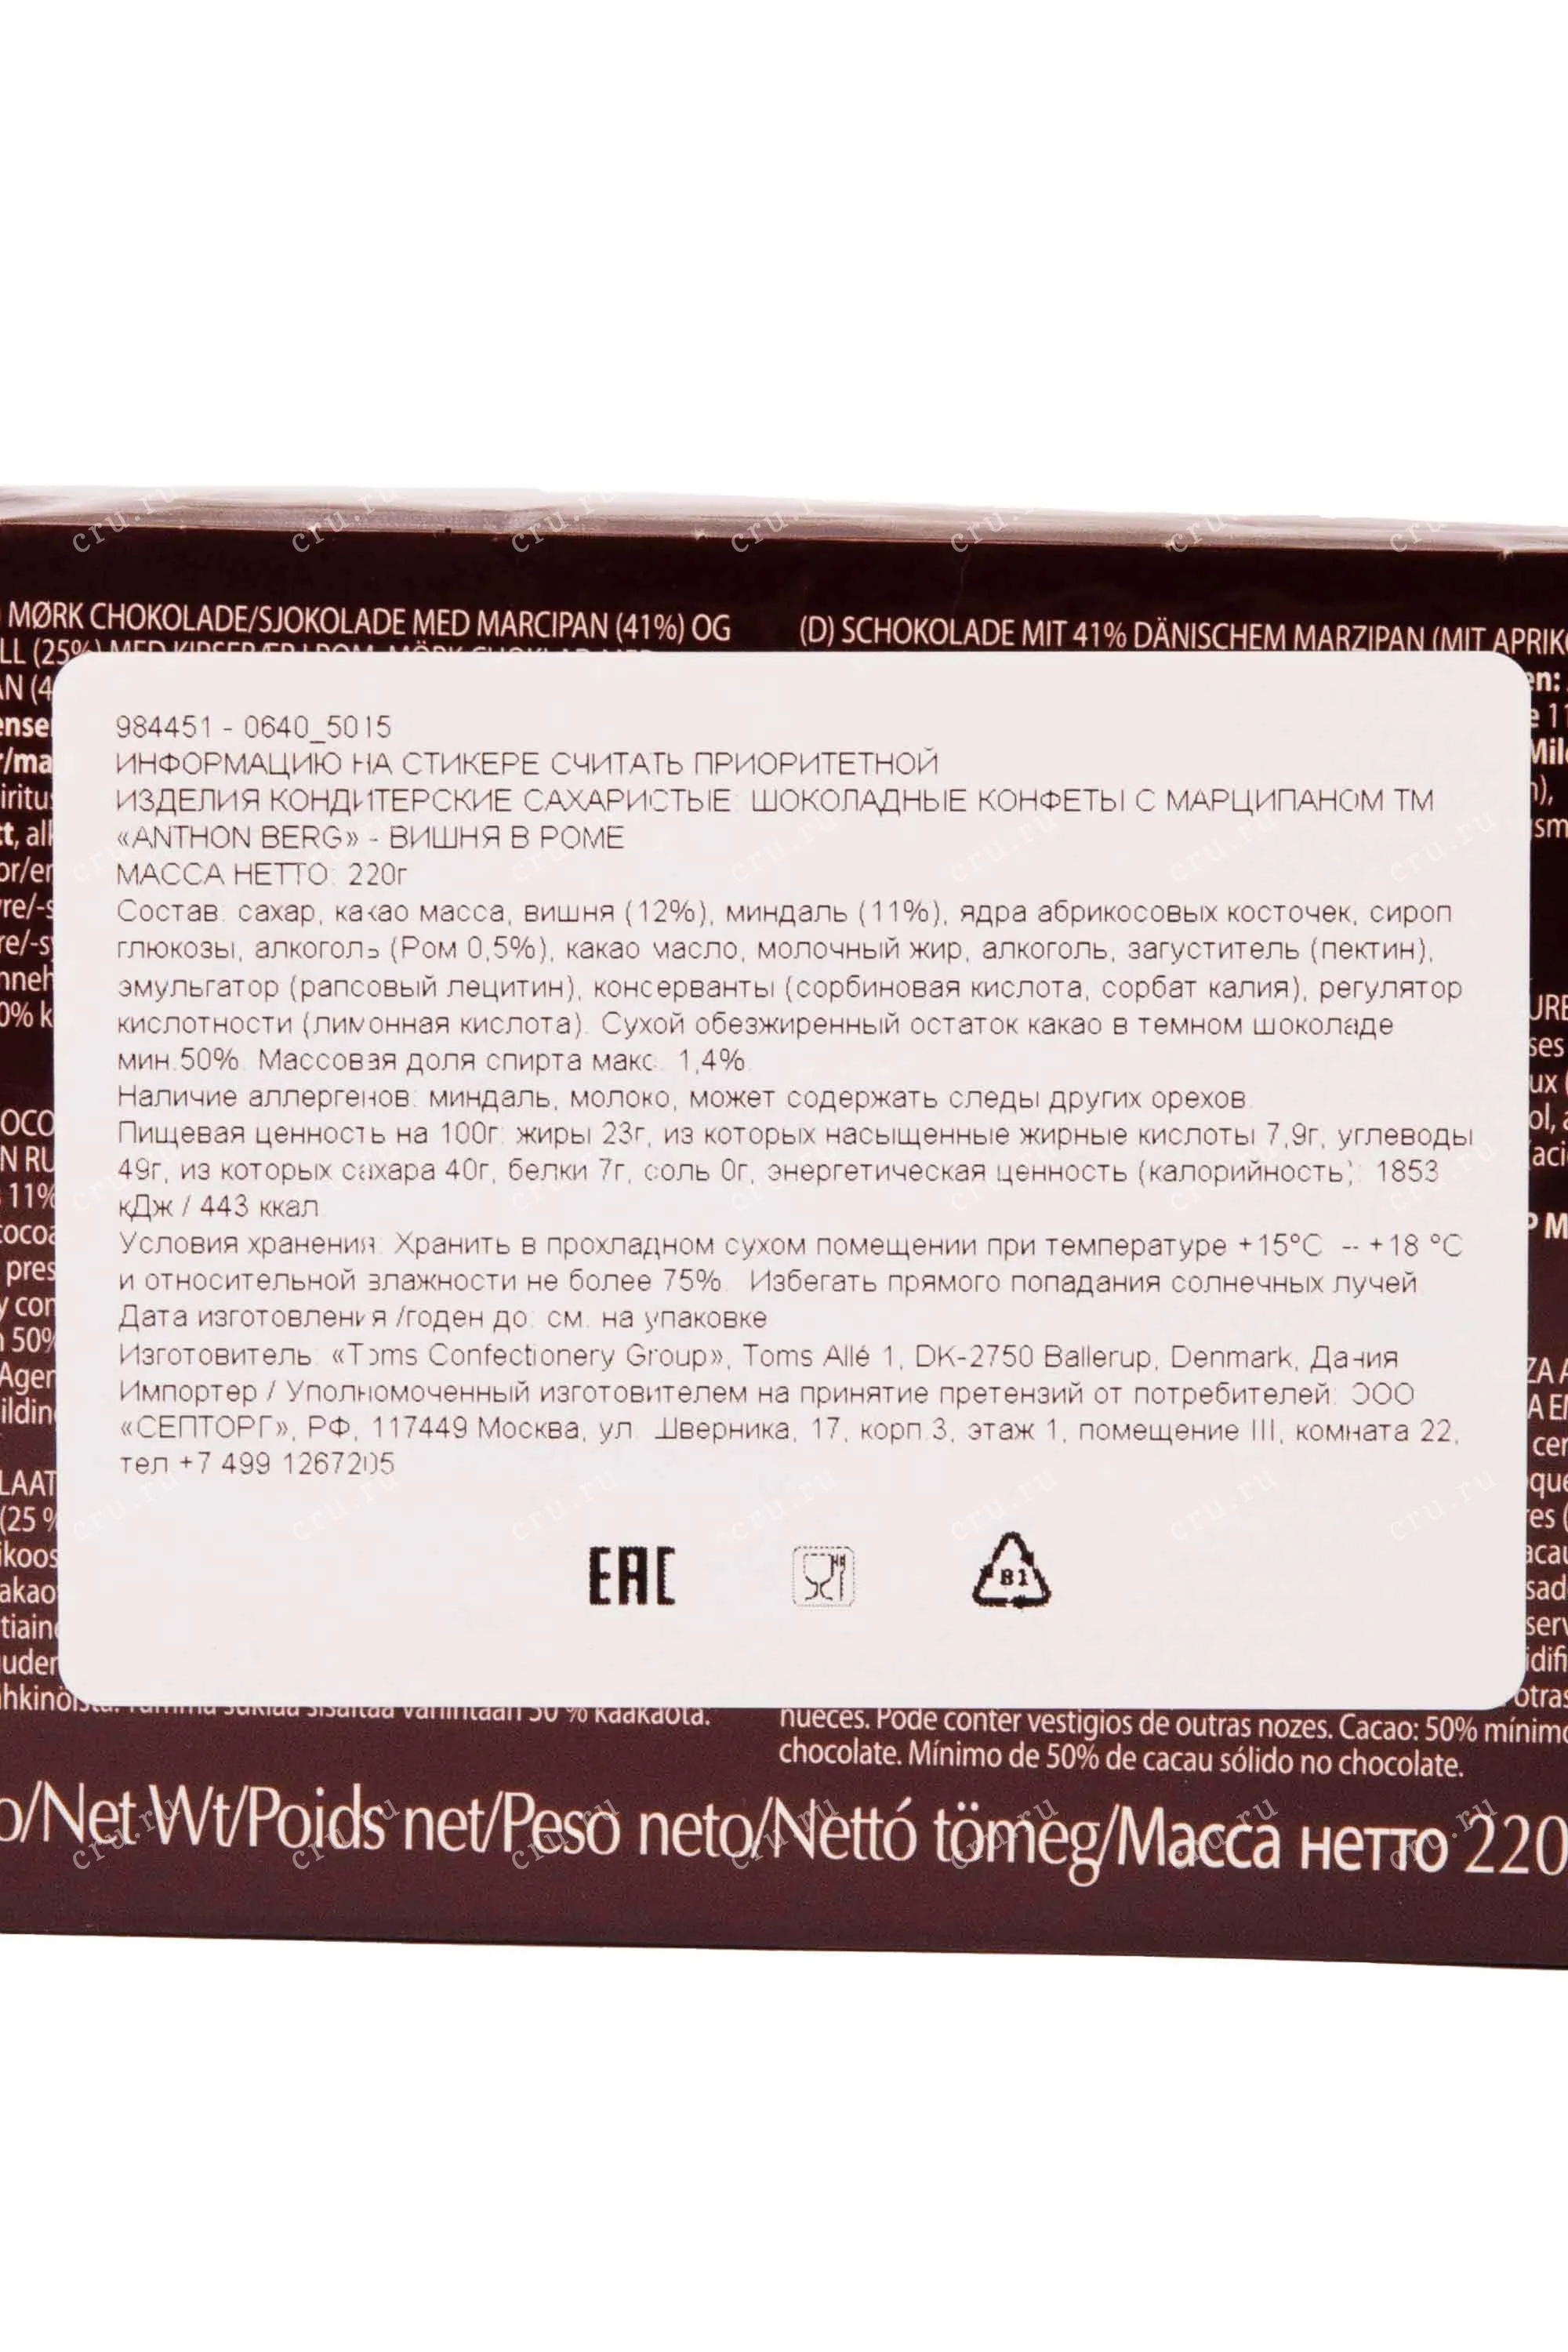 MØRK CHOKOLADE/SJOKOLADE MED MARCIPAN (41%) OG
(D) SCHOKOLADE MIT 41% DÄNISCHEM MARZIPAN (MIT
984451 - 0640_5015
ИНФОРМАЦИЮ НА СТИКЕРЕ СЧИТАТЬ ПРИОРИТЕТНОЙ
ИЗДЕЛИЯ КОНДИТЕРСКИЕ САХАРИСТЫЕ: ШОКОЛАДНЫЕ КОНФЕТЫ С МАРЦИПАНОМ ТМ
«ANTHON BERG» - ВИШНЯ В РОМЕ
МАССА НЕТТО: 220г
Состав: сахар, какао масса, вишня (12%), миндаль (11%), ядра абрикосовых косточек, сироп
глюкозы, алкоголь (Ром 0,5%), какао масло, молочный жир, алкоголь, загуститель (пектин),
эмульгатор (рапсовый лецитин), консерванты (сорбиновая кислота, сорбат калия), регулятор
кислотности (лимонная кислота). Сухой обезжиренный остаток какао в темном шоколаде
мин.50%. Массовая доля спирта макс. 1,4%.
Наличие аллергенов: миндаль, молоко, может содержать следы других орехов.
Пищевая ценность на 100г: жиры 23г, из которых насыщенные жирные кислоты 7,9г, углеводы
49г, из которых сахара 40г, белки 7г, соль 0г, энергетическая ценность (калорийность): 1853
кДж / 443 ккал.
Условия хранения: Хранить в прохладном сухом помещении при температуре +15°C -- +18 °C
и относительной влажности не более 75%. Избегать прямого попадания солнечных лучей
Дата изготовления /годен до: см. на упаковке
Изготовитель: «Toms Confectionery Group», Toms Allé 1, DK-2750 Ballerup, Denmark, Дания
Импортер / Уполномоченный изготовителем на принятие претензий от потребителей: ООО
«СЕПТОРГ», РФ, 117449 Москва, ул. Шверника, 17, корп.3, этаж 1, помещение III, комната 22,
тел +7 499 1267205
EAC
81
nueces. Pode conter vestígios de outras nozes. Cacao: 50% mínimo
chocolate. Mínimo de 50% de cacau sólido no chocolate.
/Net Wt/Poids net/Peso neto/Nettó tömeg/Масса нетто 220
cru.ru